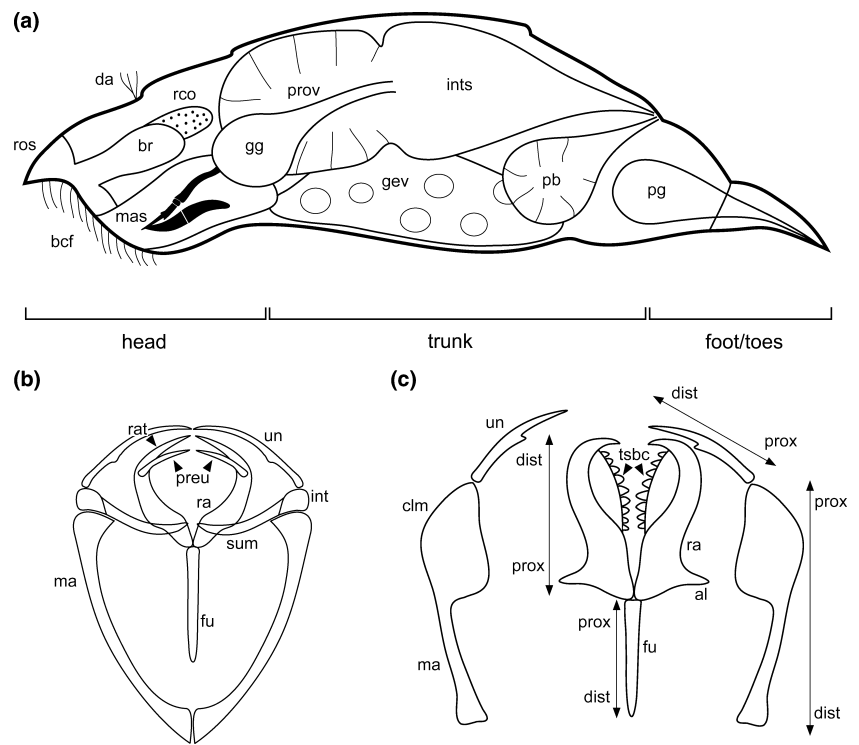 (a)
da
rco
prov
ints
ros
br
gg
gev
pb
pg
mas
bcf
head
trunk
foot/toes
(b)
rat
un
preu
int
ra
sum
ma
fu
(c)
dist
un
prox
dist
tsbc
clm
prox
prox
ra
al
prox
fu
ma
dist
dist